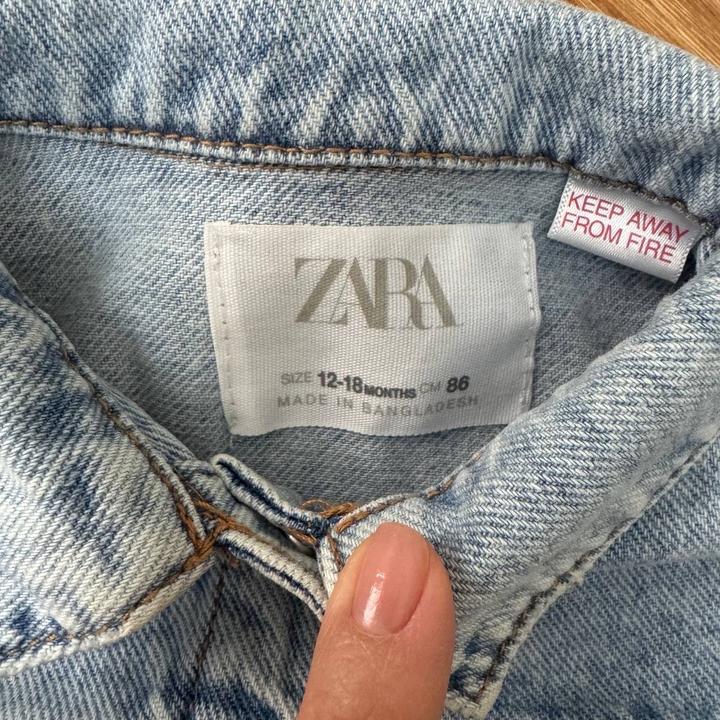 ZARA
SIZE 12-18 MONTHS CM 86
MADE IN BANGLADESH
KEEP AWAY
FROM FIRE